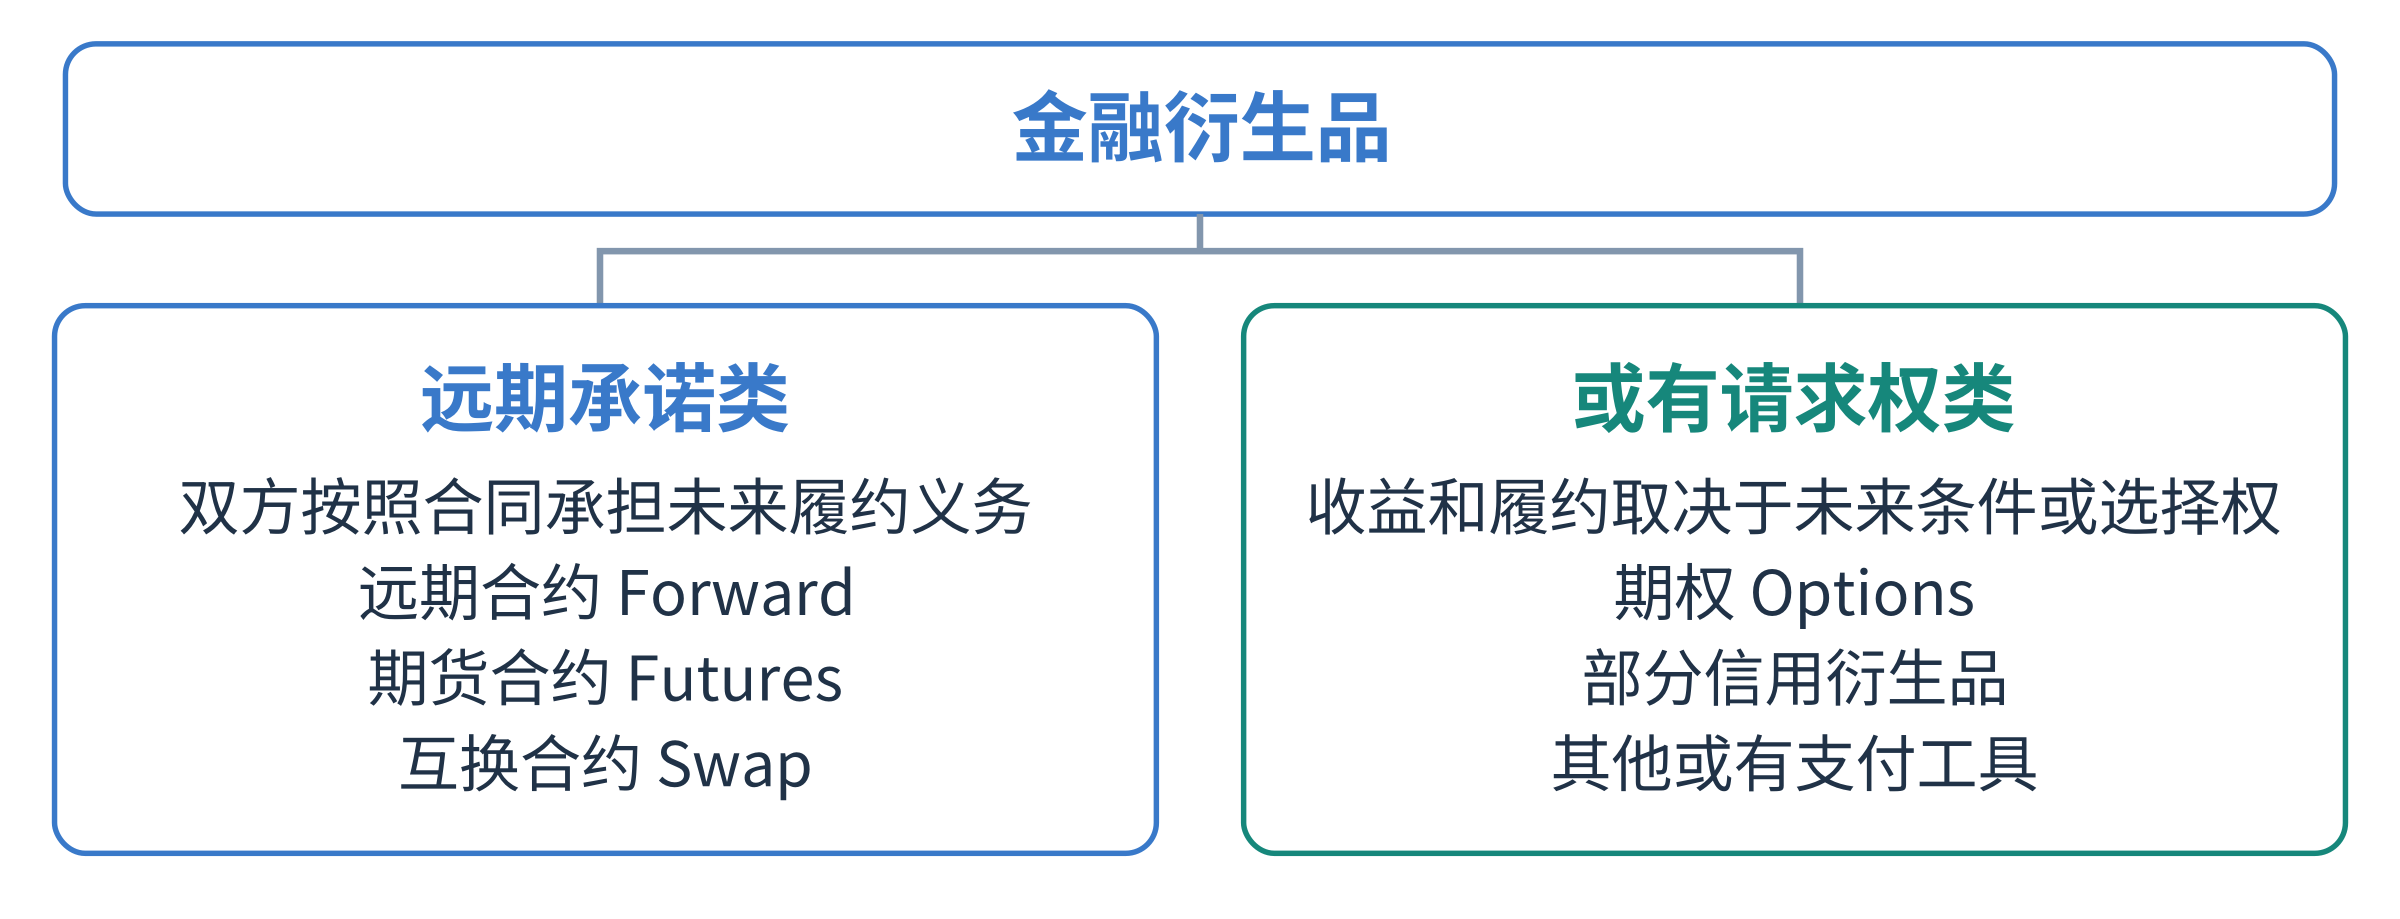 金融衍生品
远期承诺类
双方按照合同承担未来履约义务
远期合约 Forward
期货合约 Futures
互换合约 Swap
或有请求权类
收益和履约取决于未来条件或选择权
期权 Options
部分信用衍生品
其他或有支付工具